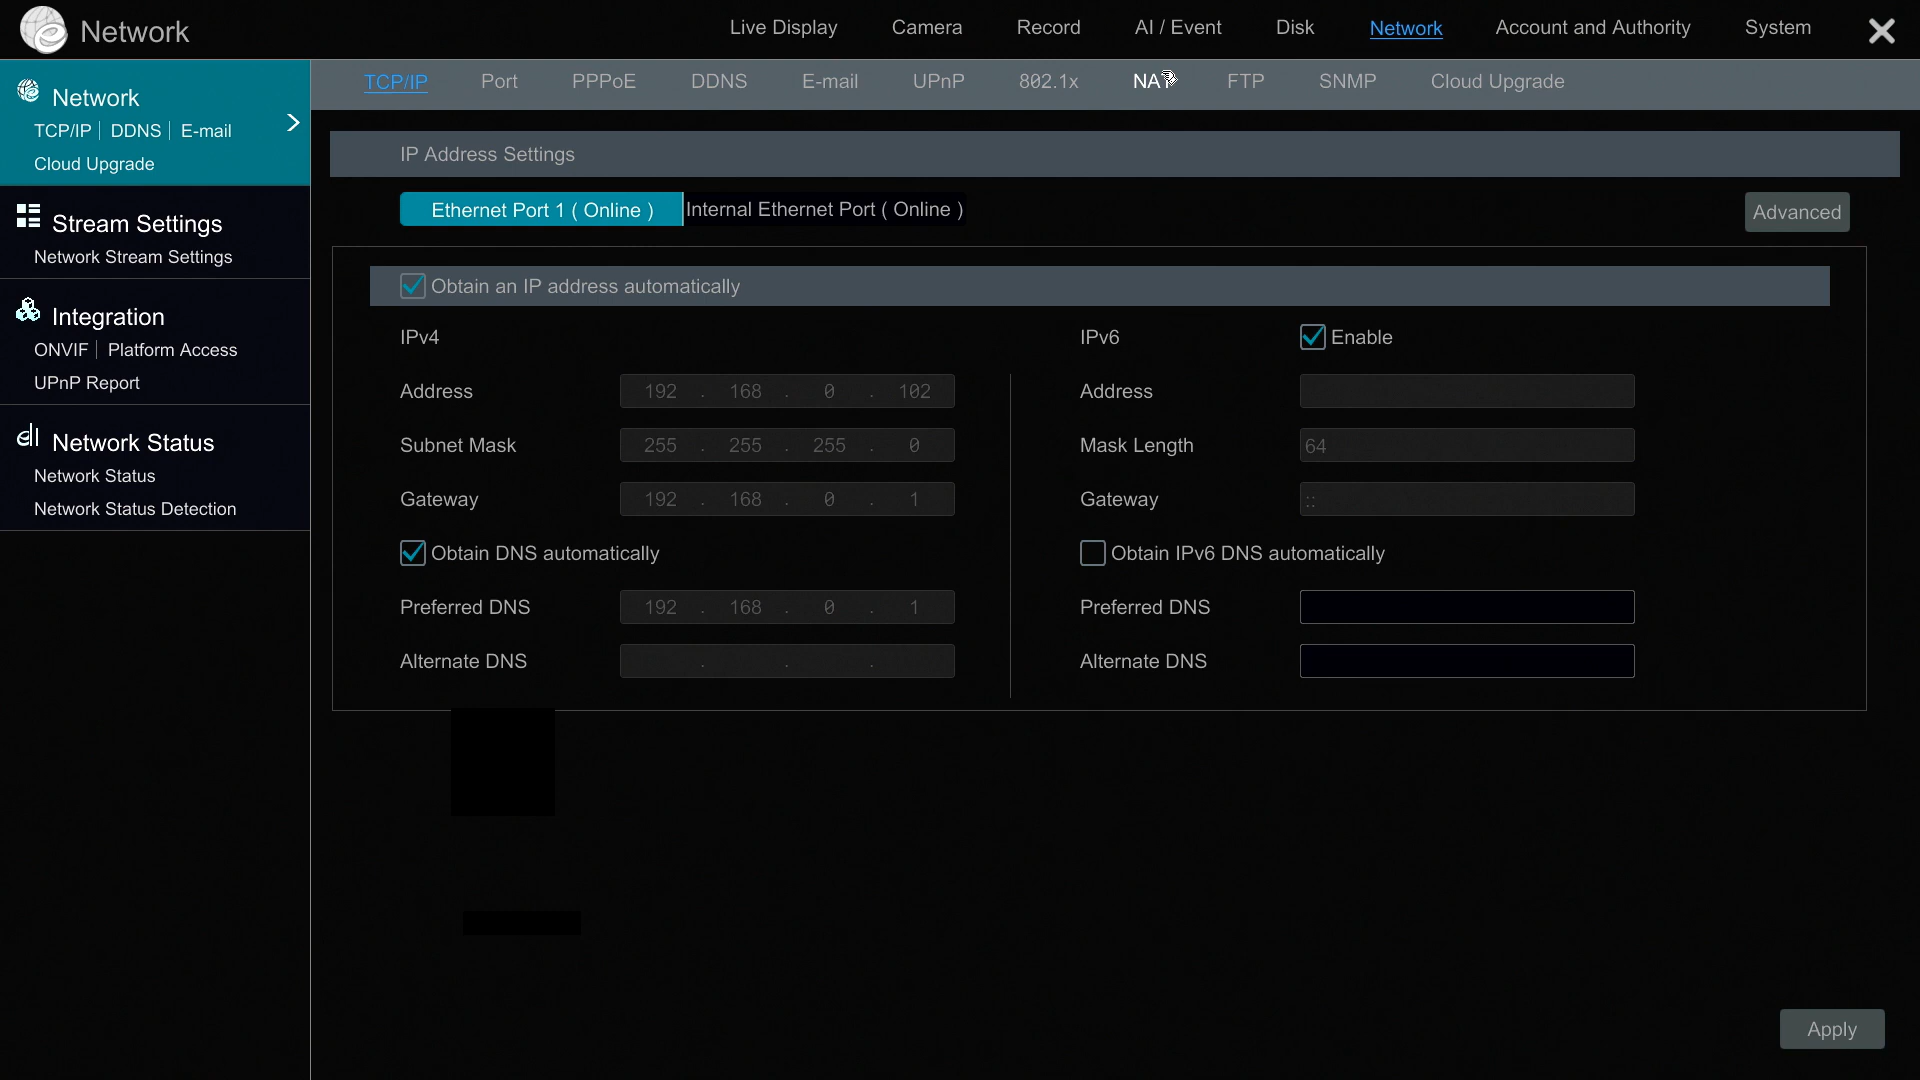 Network
Live Display Camera Record AI / Event Disk Network Account and Authority System
TCP/IP Port PPPoE DDNS E-mail UPnP 802.1x NAT FTP SNMP Cloud Upgrade
Network
TCP/IP | DDNS | E-mail
Cloud Upgrade
Stream Settings
Network Stream Settings
Integration
ONVIF | Platform Access
UPnP Report
Network Status
Network Status
Network Status Detection
IP Address Settings
Ethernet Port 1 ( Online ) Internal Ethernet Port ( Online ) Advanced
Obtain an IP address automatically
IPv4
Address 192 . 168 . 0 . 102
Subnet Mask 255 . 255 . 255 . 0
Gateway 192 . 168 . 0 . 1
Obtain DNS automatically
Preferred DNS 192 . 168 . 0 . 1
Alternate DNS . . .
IPv6 Enable
Address
Mask Length 64
Gateway ::
Obtain IPv6 DNS automatically
Preferred DNS
Alternate DNS
Apply